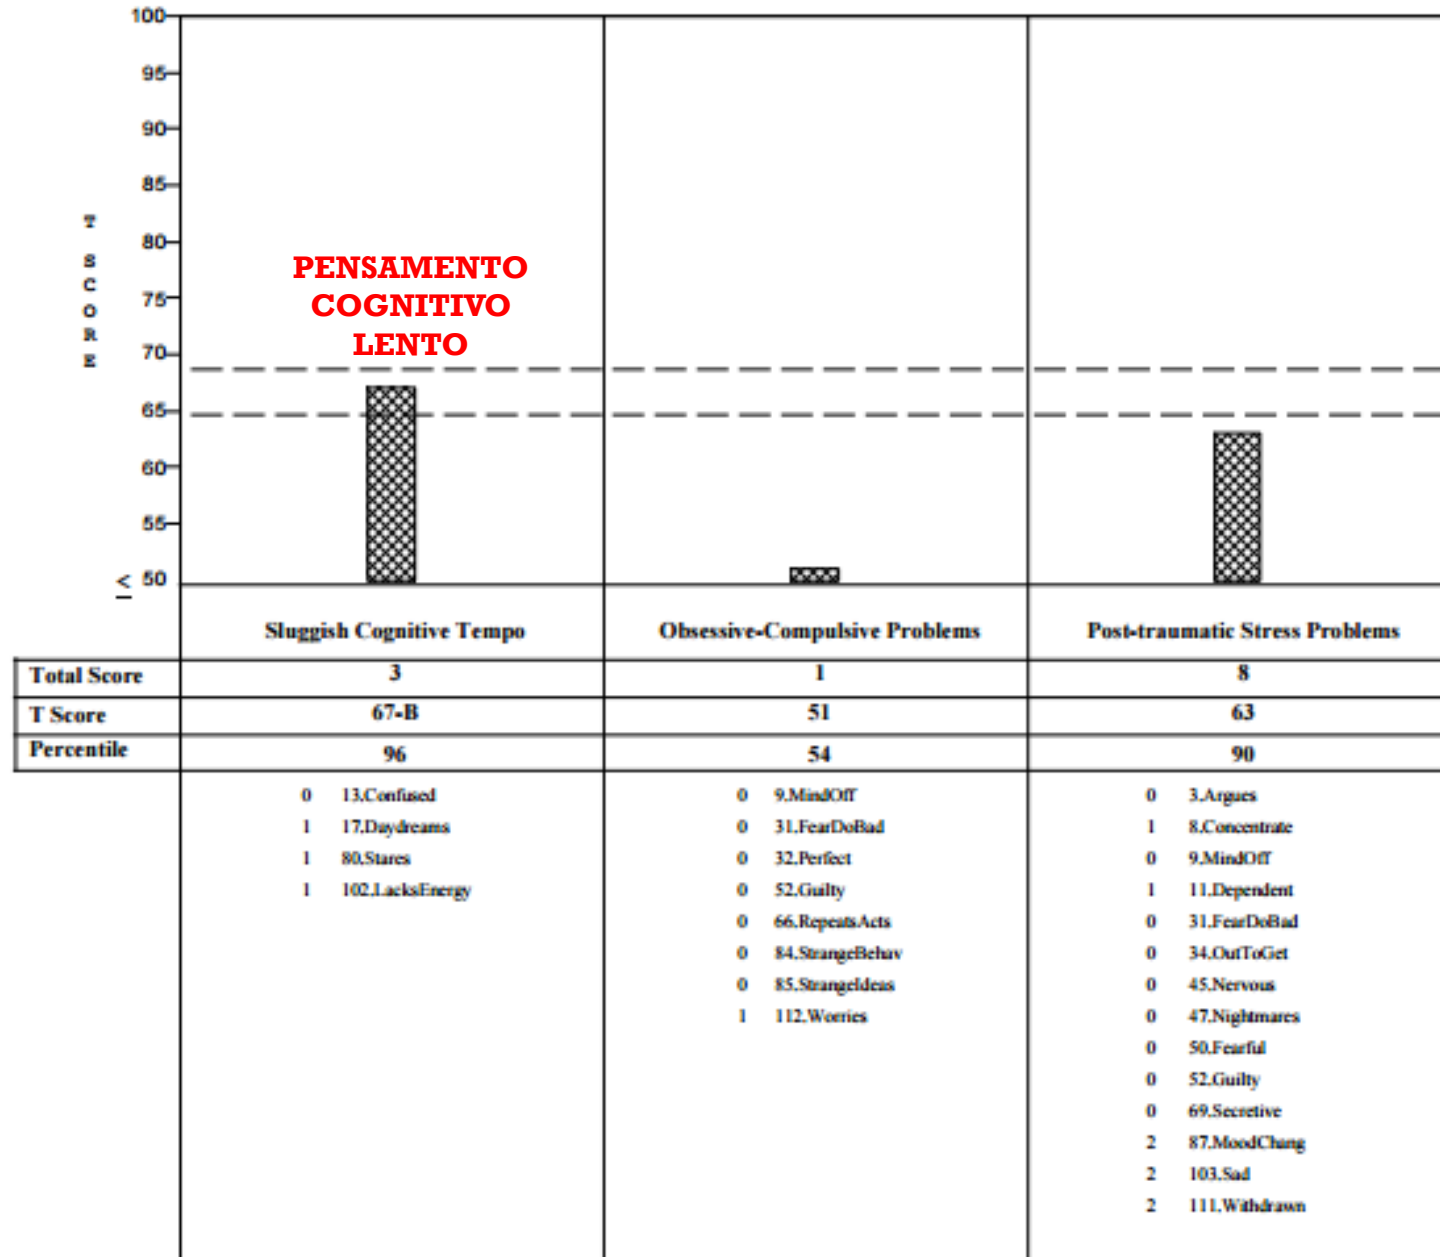 100
95
90
85
80
75
70
65
60
55
≤ 50
T SCORE
PENSAMENTO
COGNITIVO
LENTO
Sluggish Cognitive Tempo Obsessive-Compulsive Problems Post-traumatic Stress Problems
Total Score 3 1 8
T Score 67-B 51 63
Percentile 96 54 90
0 13.Confused
1 17.Daydreams
1 80.Stares
1 102.LacksEnergy
0 9.MindOff
0 31.FearDoBad
0 32.Perfect
0 52.Guilty
0 66.RepeatsActs
0 84.StrangeBehav
0 85.StrangeIdeas
1 112.Worries
0 3.Argues
1 8.Concentrate
0 9.MindOff
1 11.Dependent
0 31.FearDoBad
0 34.OutToGet
0 45.Nervous
0 47.Nightmares
0 50.Fearful
0 52.Guilty
0 69.Secretive
2 87.MoodChang
2 103.Sad
2 111.Withdrawn